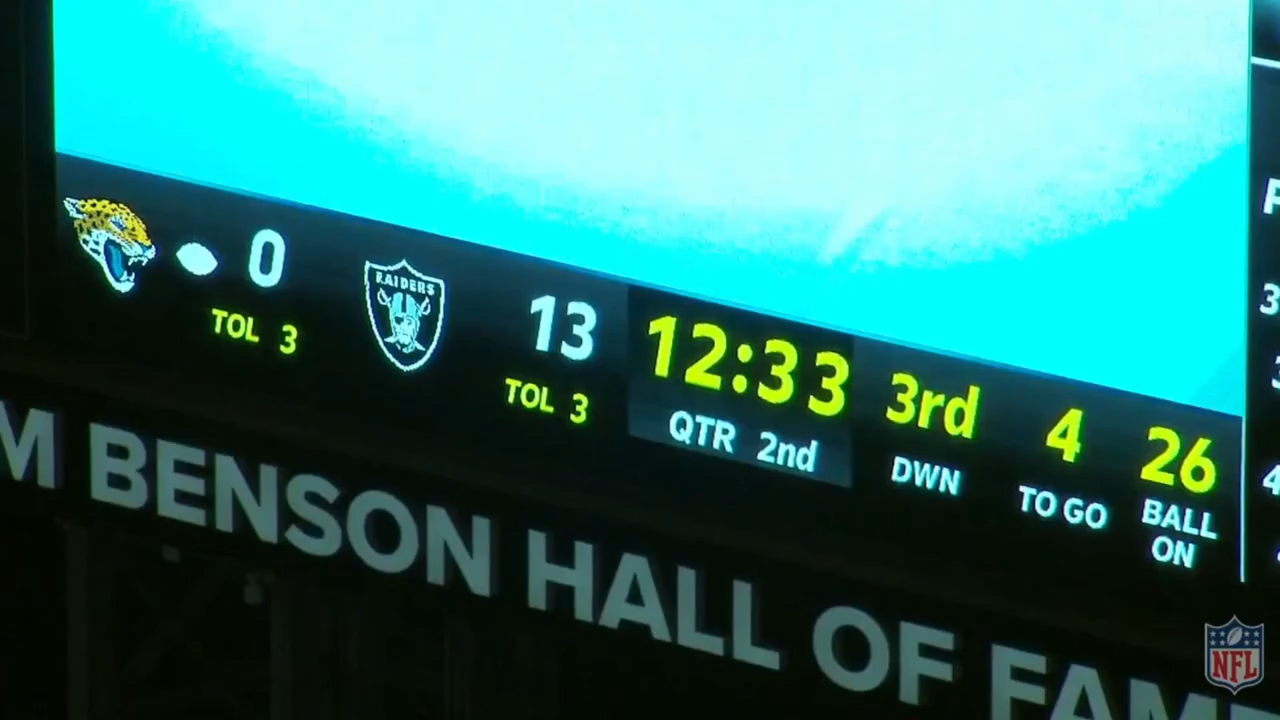 0
TOL 3
RAIDERS
13
TOL 3
12:33
QTR 2nd
3rd
DWN
4
TO GO
26
BALL
ON
M BENSON HALL OF FAME
NFL